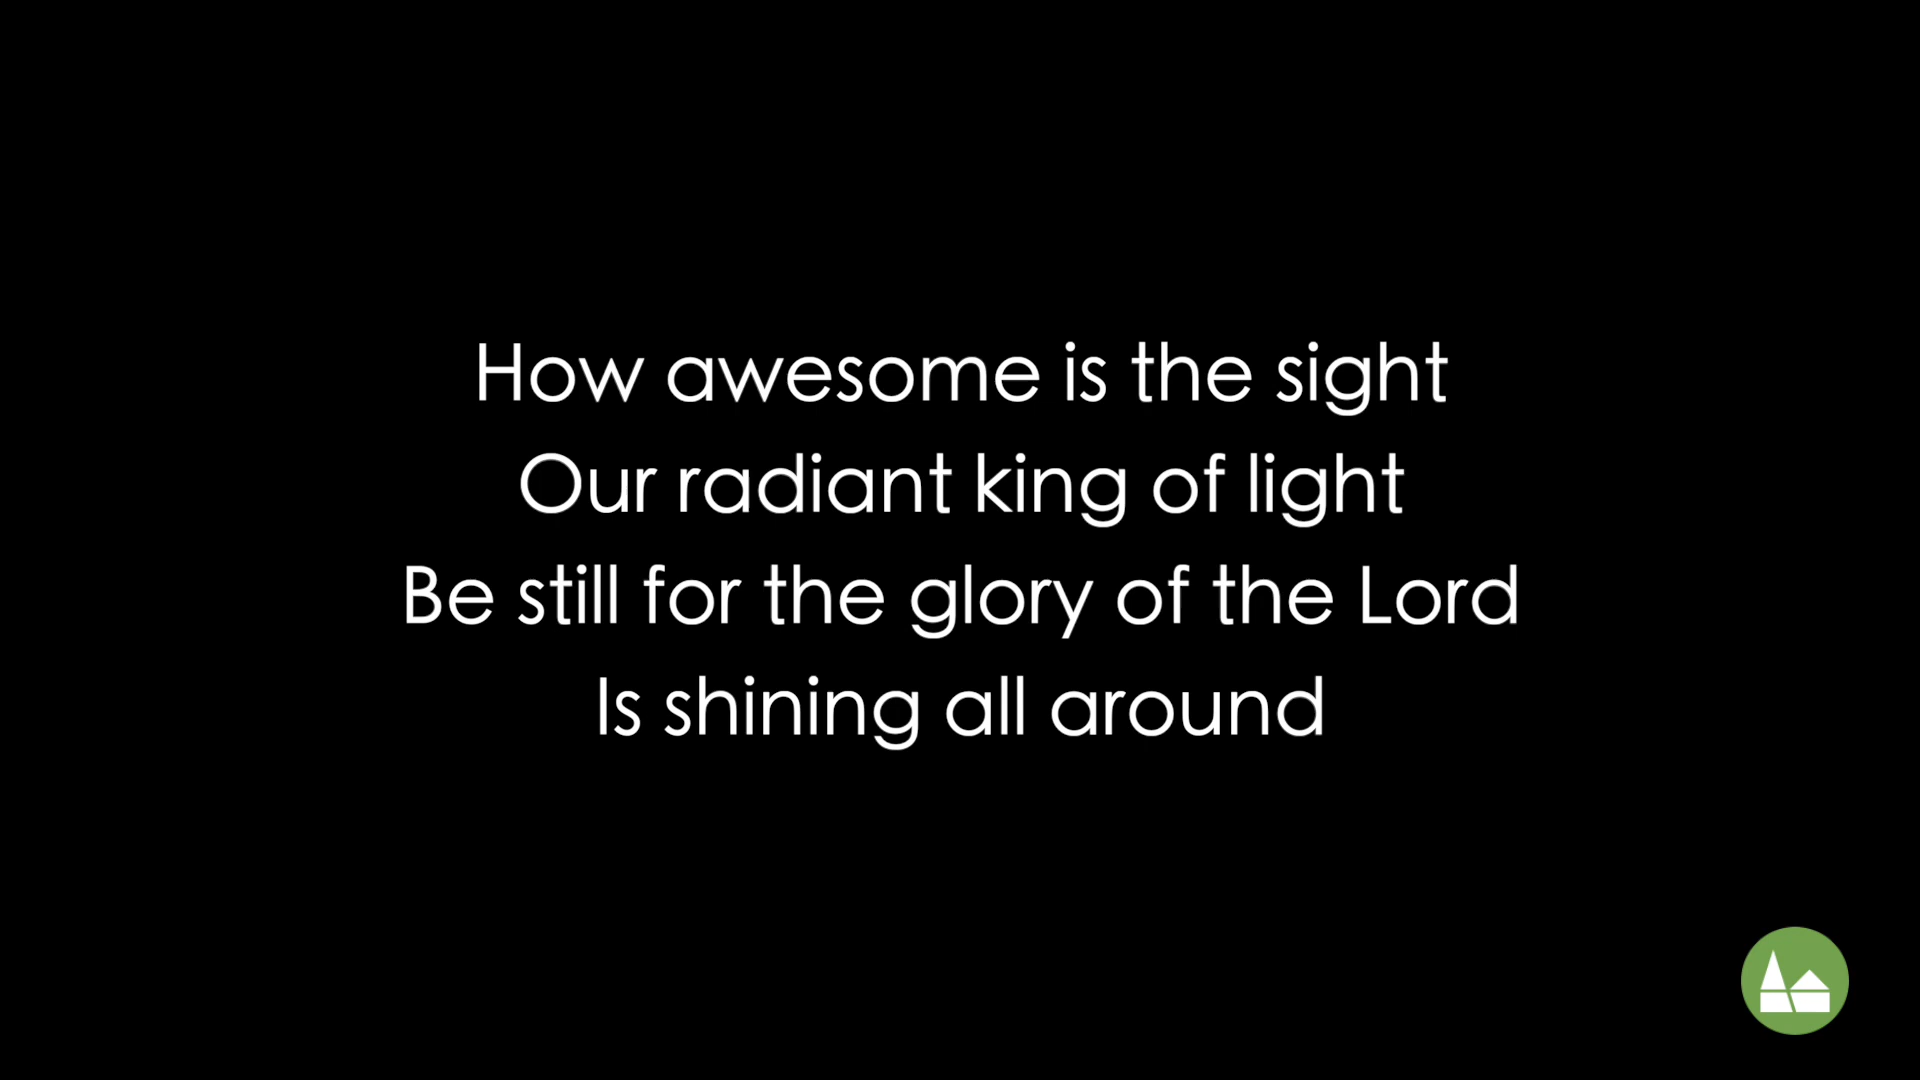 How awesome is the sight
Our radiant king of light
Be still for the glory of the Lord
Is shining all around